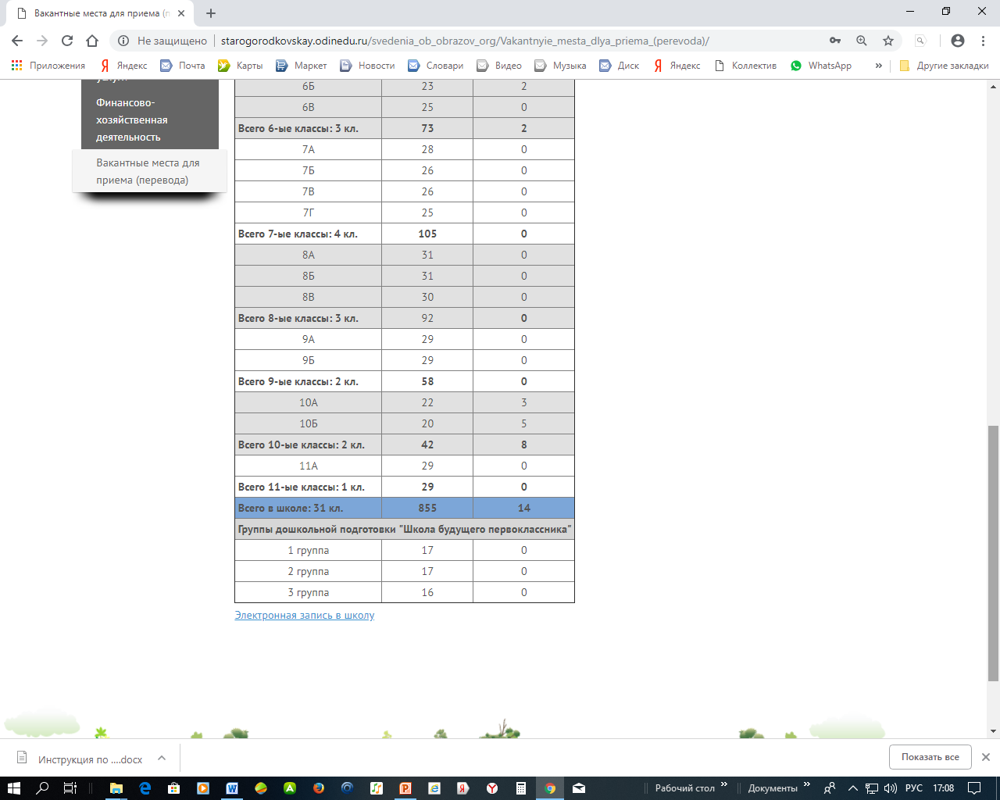 Вакантные места для приема (п
Не защищено
starogorodkovskay.odinedu.ru/svedenia_ob_obrazov_org/Vakantnyie_mesta_dlya_priema_(perevoda)/
Приложения Яндекс Почта Карты Маркет Новости Словари Видео Музыка Диск Яндекс Коллектив WhatsApp » Другие закладки
Финансово-
хозяйственная
деятельность
Вакантные места для
приема (перевода)
6Б 23 2
6В 25 0
Всего 6-ые классы: 3 кл. 73 2
7А 28 0
7Б 26 0
7В 26 0
7Г 25 0
Всего 7-ые классы: 4 кл. 105 0
8А 31 0
8Б 31 0
8В 30 0
Всего 8-ые классы: 3 кл. 92 0
9А 29 0
9Б 29 0
Всего 9-ые классы: 2 кл. 58 0
10А 22 3
10Б 20 5
Всего 10-ые классы: 2 кл. 42 8
11А 29 0
Всего 11-ые классы: 1 кл. 29 0
Всего в школе: 31 кл. 855 14
Группы дошкольной подготовки "Школа будущего первоклассника"
1 группа 17 0
2 группа 17 0
3 группа 16 0
Электронная запись в школу
Инструкция по ....docx
Показать все
Рабочий стол » Документы » РУС 17:08